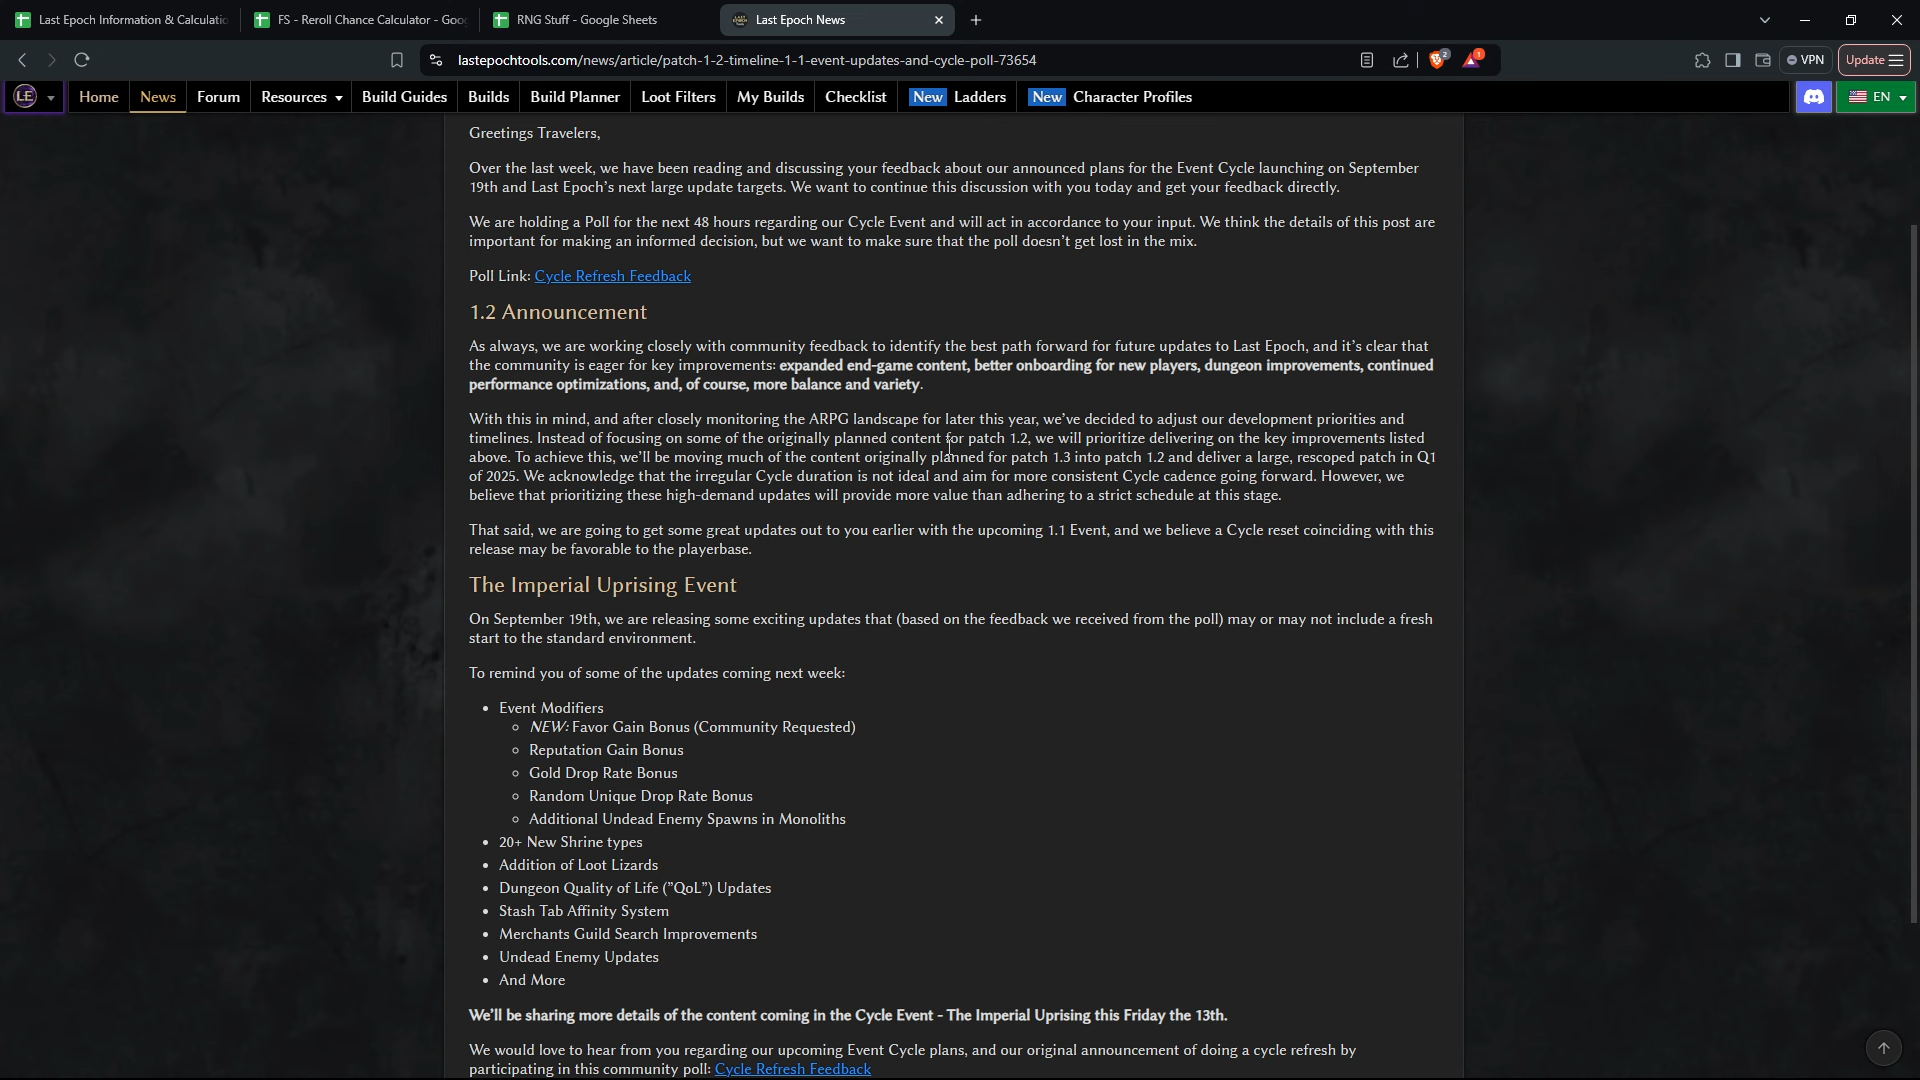 Last Epoch Information & Calculatio
FS - Reroll Chance Calculator - Goo
RNG Stuff - Google Sheets
Last Epoch News
lastepochtools.com/news/article/patch-1-2-timeline-1-1-event-updates-and-cycle-poll-73654
2
1
VPN
Update
LE
Home
News
Forum
Resources
Build Guides
Builds
Build Planner
Loot Filters
My Builds
Checklist
New Ladders
New Character Profiles
EN
Greetings Travelers,
Over the last week, we have been reading and discussing your feedback about our announced plans for the Event Cycle launching on September
19th and Last Epoch's next large update targets. We want to continue this discussion with you today and get your feedback directly.
We are holding a Poll for the next 48 hours regarding our Cycle Event and will act in accordance to your input. We think the details of this post are
important for making an informed decision, but we want to make sure that the poll doesn't get lost in the mix.
Poll Link: Cycle Refresh Feedback
1.2 Announcement
As always, we are working closely with community feedback to identify the best path forward for future updates to Last Epoch, and it's clear that
the community is eager for key improvements: expanded end-game content, better onboarding for new players, dungeon improvements, continued
performance optimizations, and, of course, more balance and variety.
With this in mind, and after closely monitoring the ARPG landscape for later this year, we've decided to adjust our development priorities and
timelines. Instead of focusing on some of the originally planned content for patch 1.2, we will prioritize delivering on the key improvements listed
above. To achieve this, we'll be moving much of the content originally planned for patch 1.3 into patch 1.2 and deliver a large, rescoped patch in Q1
of 2025. We acknowledge that the irregular Cycle duration is not ideal and aim for more consistent Cycle cadence going forward. However, we
believe that prioritizing these high-demand updates will provide more value than adhering to a strict schedule at this stage.
That said, we are going to get some great updates out to you earlier with the upcoming 1.1 Event, and we believe a Cycle reset coinciding with this
release may be favorable to the playerbase.
The Imperial Uprising Event
On September 19th, we are releasing some exciting updates that (based on the feedback we received from the poll) may or may not include a fresh
start to the standard environment.
To remind you of some of the updates coming next week:
• Event Modifiers
○ NEW: Favor Gain Bonus (Community Requested)
○ Reputation Gain Bonus
○ Gold Drop Rate Bonus
○ Random Unique Drop Rate Bonus
○ Additional Undead Enemy Spawns in Monoliths
• 20+ New Shrine types
• Addition of Loot Lizards
• Dungeon Quality of Life ("QoL") Updates
• Stash Tab Affinity System
• Merchants Guild Search Improvements
• Undead Enemy Updates
• And More
We'll be sharing more details of the content coming in the Cycle Event - The Imperial Uprising this Friday the 13th.
We would love to hear from you regarding our upcoming Event Cycle plans, and our original announcement of doing a cycle refresh by
participating in this community poll: Cycle Refresh Feedback